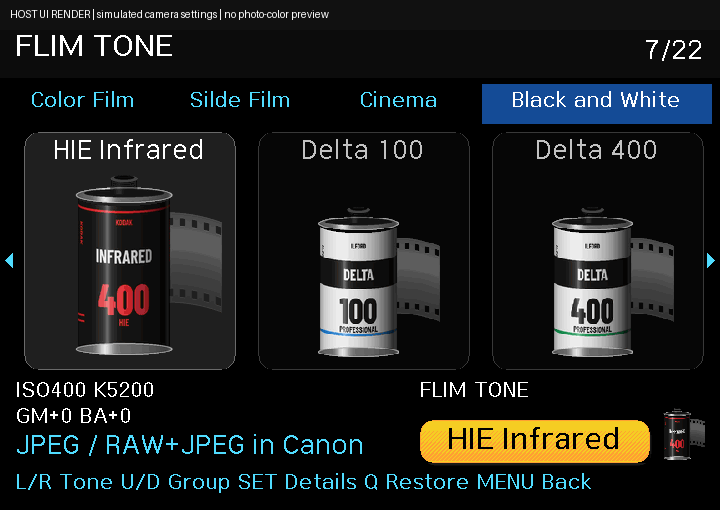 HOST UI RENDER | simulated camera settings | no photo-color preview
FLIM TONE
7/22
Color Film
Silde Film
Cinema
Black and White
HIE Infrared
Delta 100
Delta 400
KODAK
KODAK
INFRARED
400
HIE
ILFORD
DELTA
100
PROFESSIONAL
ILFORD
DELTA
400
PROFESSIONAL
ISO400 K5200
GM+0 BA+0
JPEG / RAW+JPEG in Canon
FLIM TONE
HIE Infrared
400
L/R Tone U/D Group SET Details Q Restore MENU Back